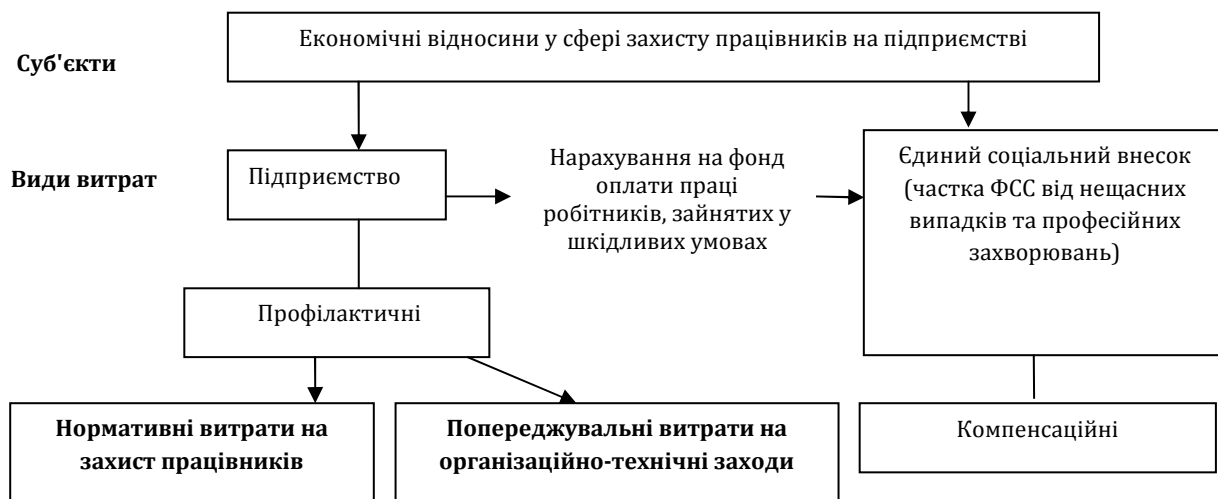 Економічні відносини у сфері захисту працівників на підприємстві
Суб'єкти
Види витрат
Підприємство
Нарахування на фонд
оплати праці
робітників, зайнятих у
шкідливих умовах
Єдиний соціальний внесок
(частка ФСС від нещасних
випадків та професійних
захворювань)
Профілактичні
Нормативні витрати на
захист працівників
Попереджувальні витрати на
організаційно-технічні заходи
Компенсаційні